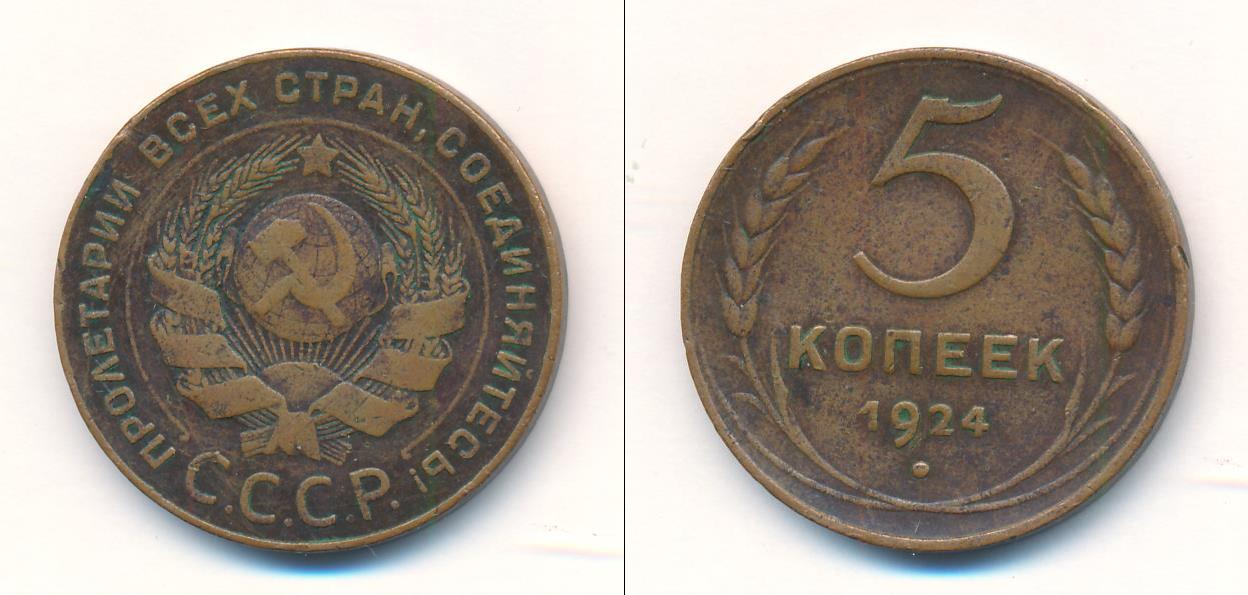 ПРОЛЕТАРИИ ВСЕХ СТРАН, СОЕДИНЯЙТЕСЬ!
С.С.С.Р.
5
КОПЕЕК
1924